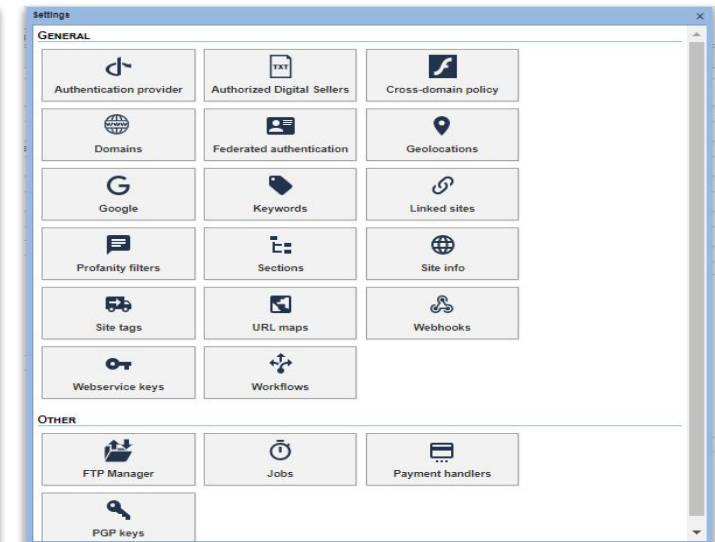 Settings
GENERAL
Authentication provider
TXT
Authorized Digital Sellers
Cross-domain policy
www
Domains
Federated authentication
Geolocations
G
Google
Keywords
Linked sites
Profanity filters
Sections
Site info
Site tags
URL maps
Webhooks
Webservice keys
Workflows
OTHER
FTP Manager
Jobs
Payment handlers
PGP keys